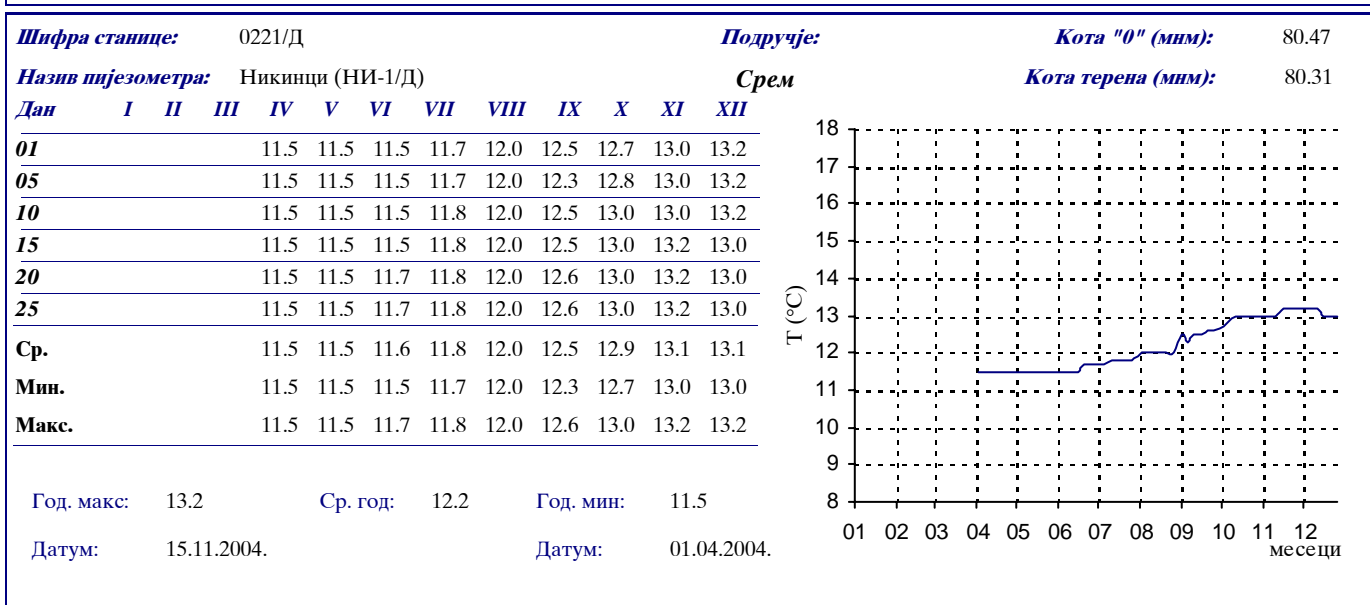 Шифра станице: 0221/Д Подручје: Кота "0" (мнм): 80.47
Назив пијезометра: Никинци (НИ-1/Д) Срем Кота терена (мнм): 80.31
Дан I II III IV V VI VII VIII IX X XI XII
01 11.5 11.5 11.5 11.7 12.0 12.5 12.7 13.0 13.2
05 11.5 11.5 11.5 11.7 12.0 12.3 12.8 13.0 13.2
10 11.5 11.5 11.5 11.8 12.0 12.5 13.0 13.0 13.2
15 11.5 11.5 11.5 11.8 12.0 12.5 13.0 13.2 13.0
20 11.5 11.5 11.7 11.8 12.0 12.6 13.0 13.2 13.0
25 11.5 11.5 11.7 11.8 12.0 12.6 13.0 13.2 13.0
Ср. 11.5 11.5 11.6 11.8 12.0 12.5 12.9 13.1 13.1
Мин. 11.5 11.5 11.5 11.7 12.0 12.3 12.7 13.0 13.0
Макс. 11.5 11.5 11.7 11.8 12.0 12.6 13.0 13.2 13.2
Год. макс: 13.2 Ср. год: 12.2 Год. мин: 11.5
Датум: 15.11.2004. Датум: 01.04.2004.
18
17
16
15
14
13
12
11
10
9
8
T (°C)
01 02 03 04 05 06 07 08 09 10 11 12
месеци